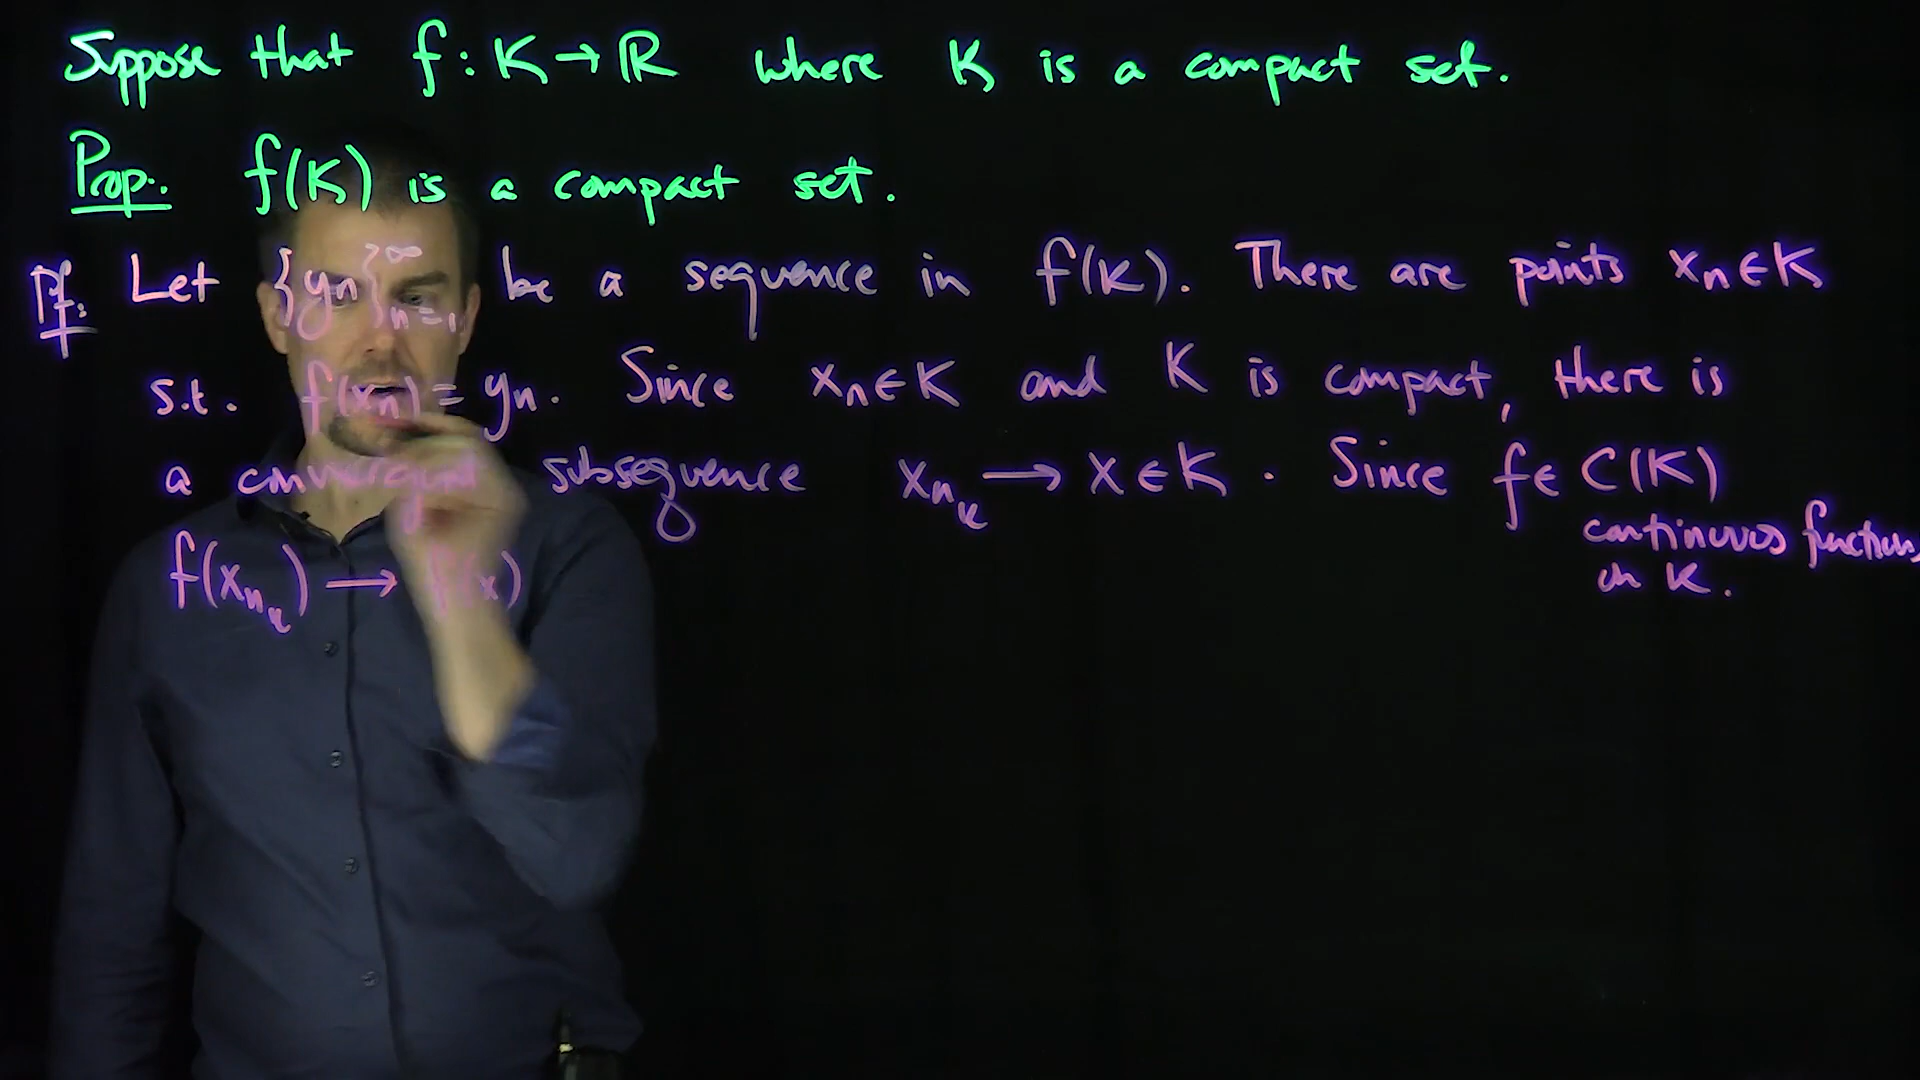 Suppose that f: K → ℝ where K is a compact set.
Prop. f(K) is a compact set.
Pf: Let {yn}∞n=1 be a sequence in f(K). There are points xn ∈ K
s.t. f(xn) = yn. Since xn ∈ K and K is compact, there is
a convergent subsequence xnk → x ∈ K. Since f ∈ C(K)
continuous functions
on K.
f(xnk) → f(x)